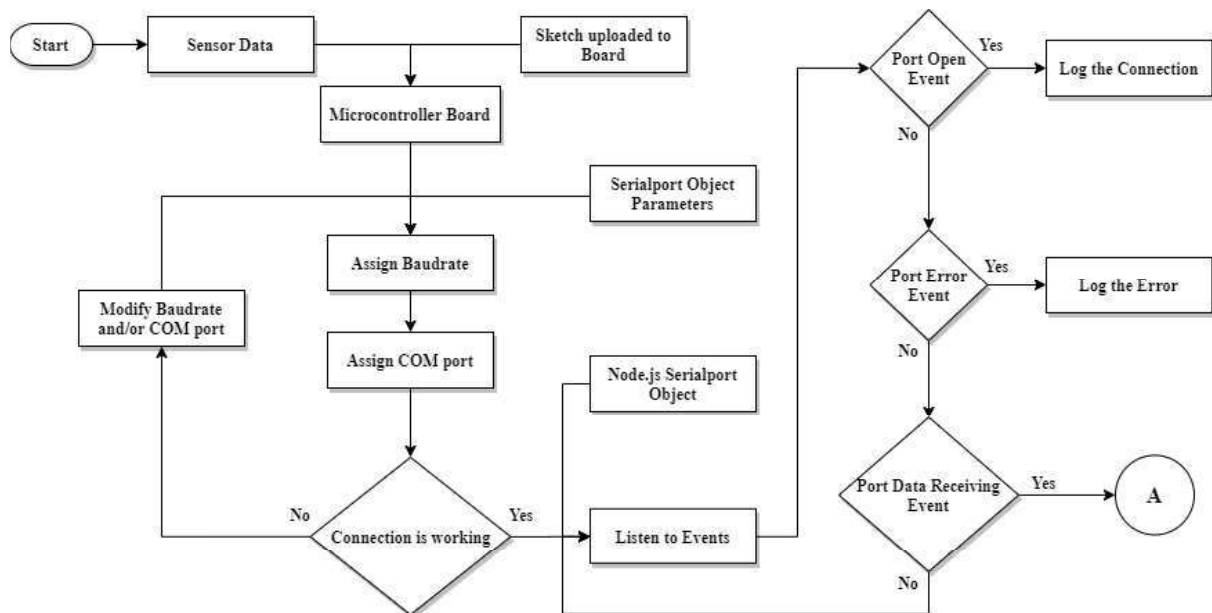 Start
Sensor Data
Sketch uploaded to
Board
Microcontroller Board
Serialport Object
Parameters
Assign Baudrate
Modify Baudrate
and/or COM port
Assign COM port
Node.js Serialport
Object
No
Connection is working
Yes
Listen to Events
Port Open
Event
Yes
Log the Connection
No
Port Error
Event
Yes
Log the Error
No
Port Data Receiving
Event
Yes
A
No